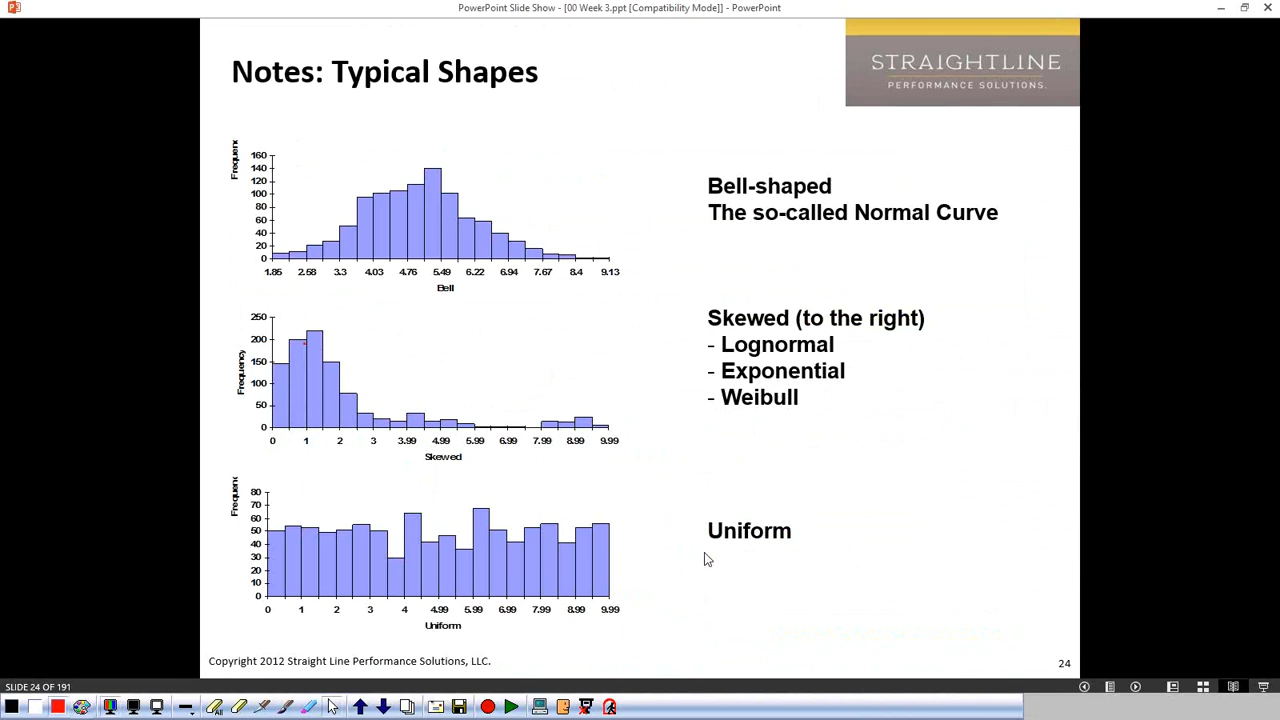 PowerPoint Slide Show - [00 Week 3.ppt [Compatibility Mode]] - PowerPoint
Notes: Typical Shapes
STRAIGHTLINE
PERFORMANCE SOLUTIONS.
160
140
120
100
80
60
40
20
0
1.85 2.58 3.3 4.03 4.76 5.49 6.22 6.94 7.67 8.4 9.13
Bell
Bell-shaped
The so-called Normal Curve
Frequency
250
200
150
100
50
0
0 1 2 3 3.99 4.99 5.99 6.99 7.99 8.99 9.99
Skewed
Skewed (to the right)
- Lognormal
- Exponential
- Weibull
80
70
60
50
40
30
20
10
0
0 1 2 3 4 4.99 5.99 6.99 7.99 8.99 9.99
Uniform
Uniform
Copyright 2012 Straight Line Performance Solutions, LLC.
24
SLIDE 24 OF 191